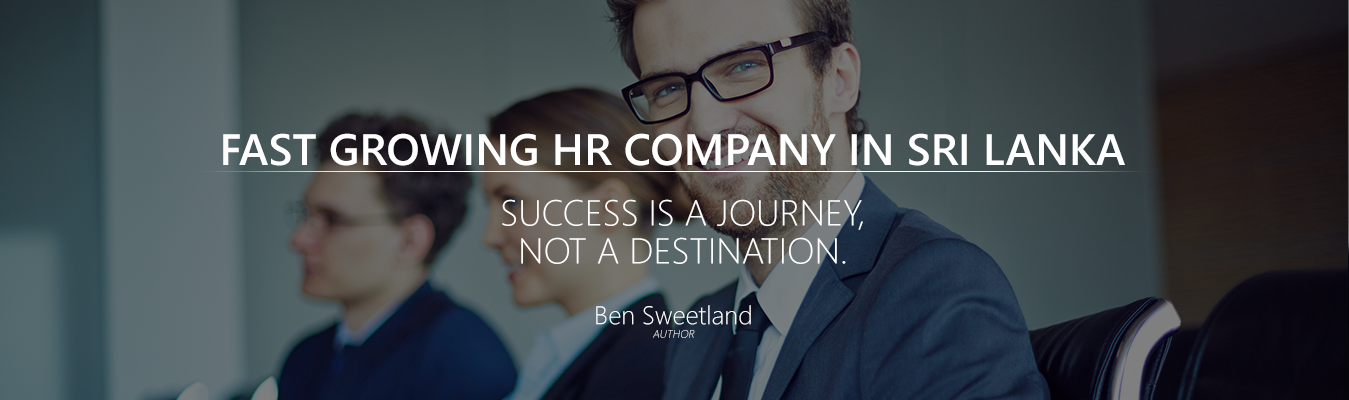 FAST GROWING HR COMPANY IN SRI LANKA
SUCCESS IS A JOURNEY,
NOT A DESTINATION.
Ben Sweetland
AUTHOR